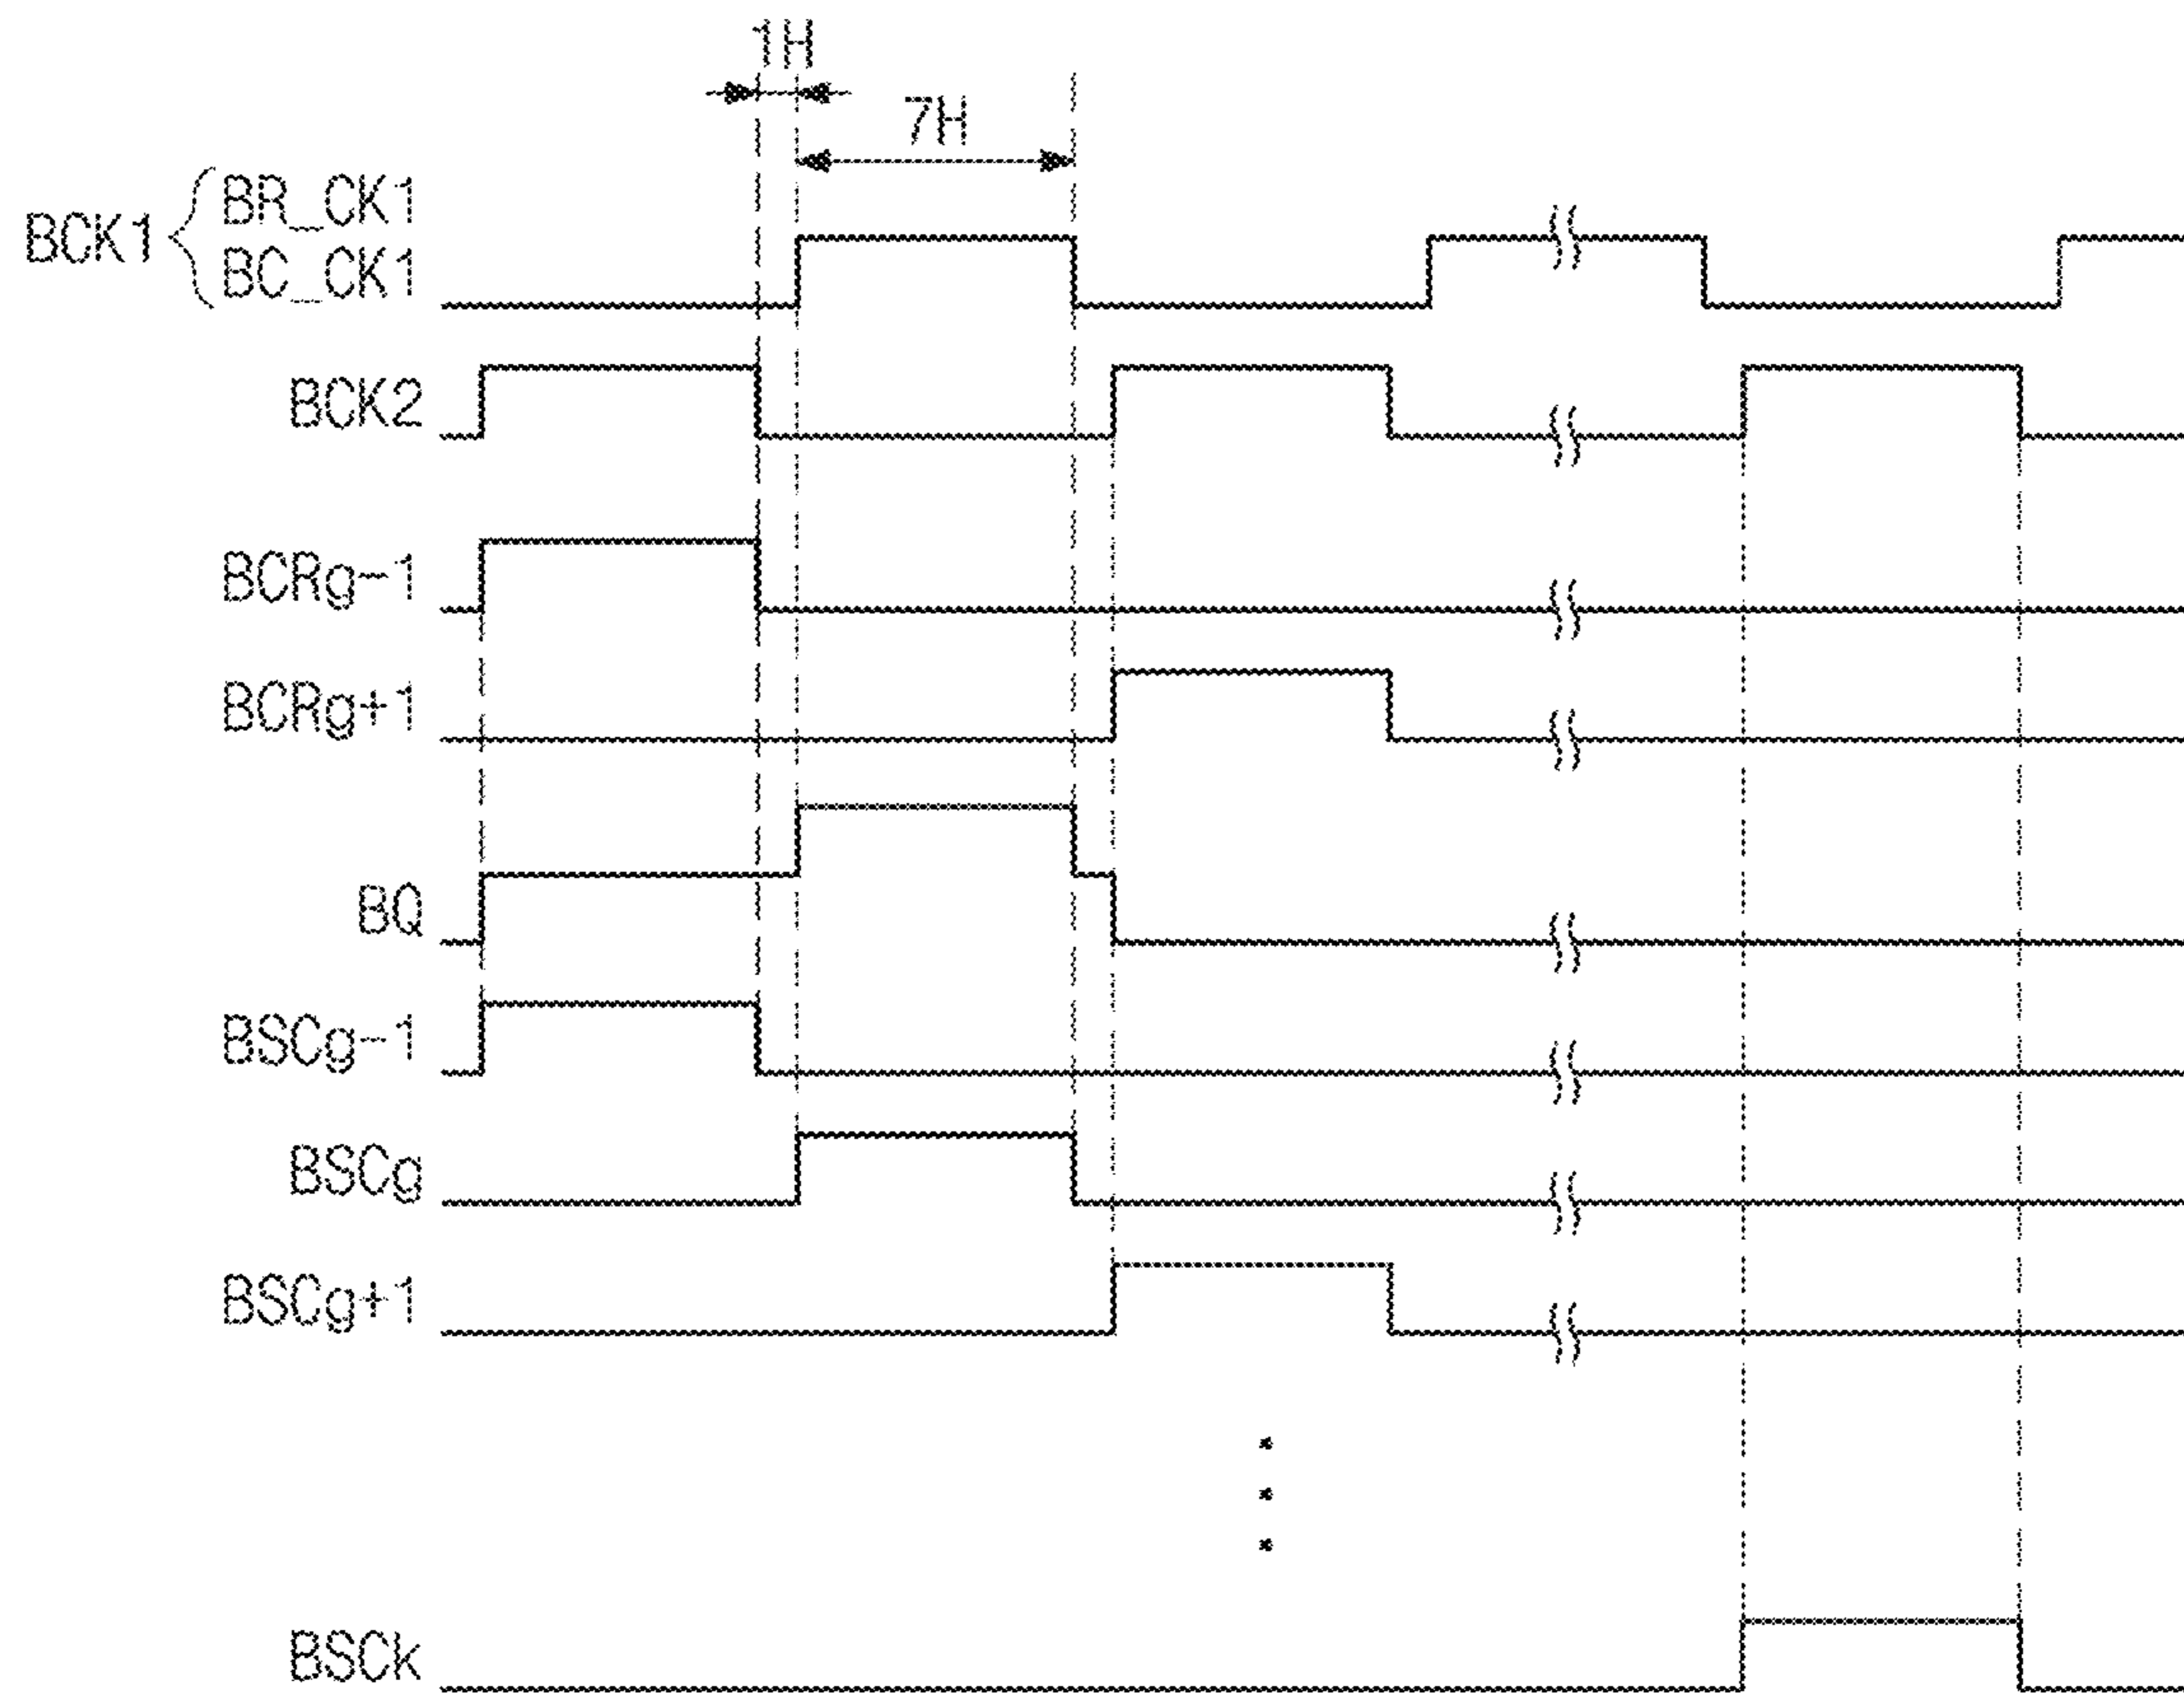 1H
7H
BR_CK1
BCK1
BC_CK1
BCK2
BCRg-1
BCRg+1
BQ
BSCg-1
BSCg
BSCg+1
BSCk